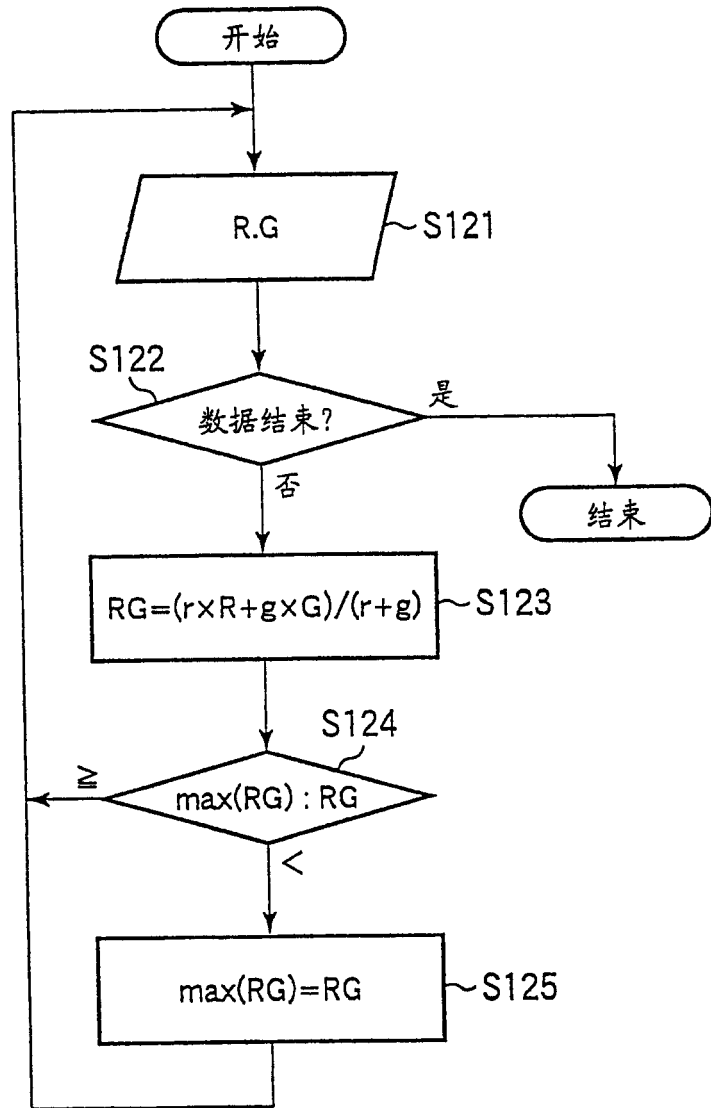 开始
R.G
S121
S122
数据结束?
是
否
结束
RG=(r×R+g×G)/(r+g)
S123
S124
≧
max(RG) : RG
<
max(RG)=RG
S125